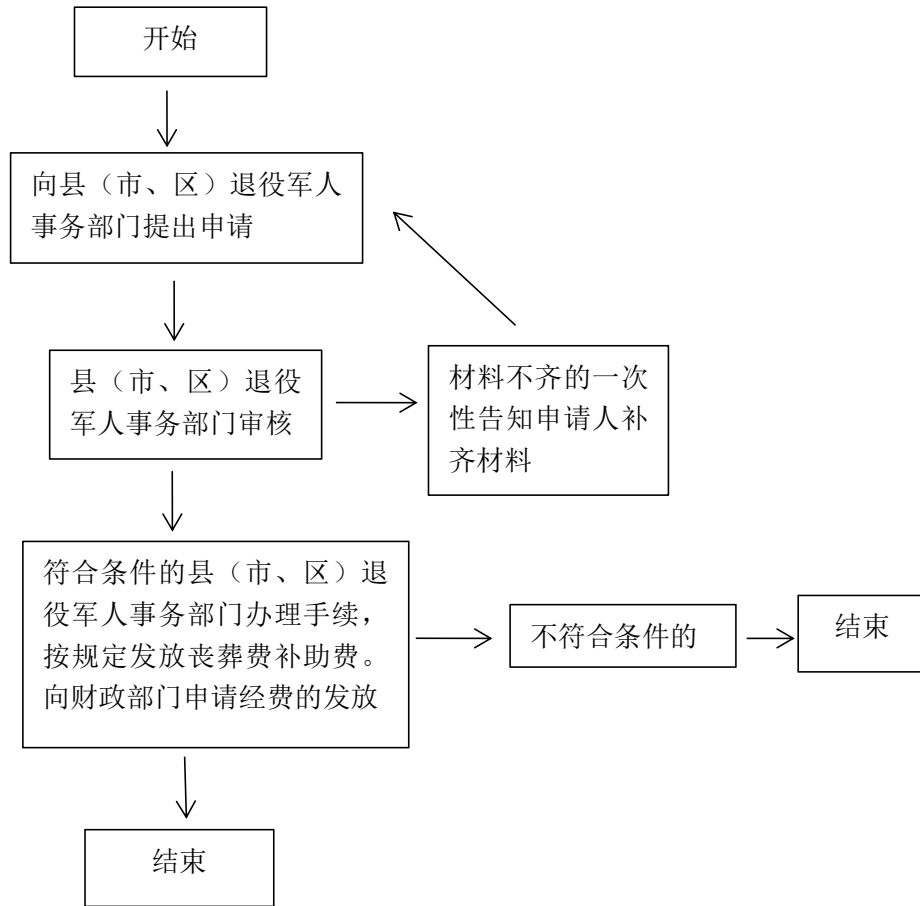 开始
向县（市、区）退役军人
事务部门提出申请
县（市、区）退役
军人事务部门审核
材料不齐的一次
性告知申请人补
齐材料
符合条件的县（市、区）退
役军人事务部门办理手续，
按规定发放丧葬费补助费。
向财政部门申请经费的发放
不符合条件的
结束
结束